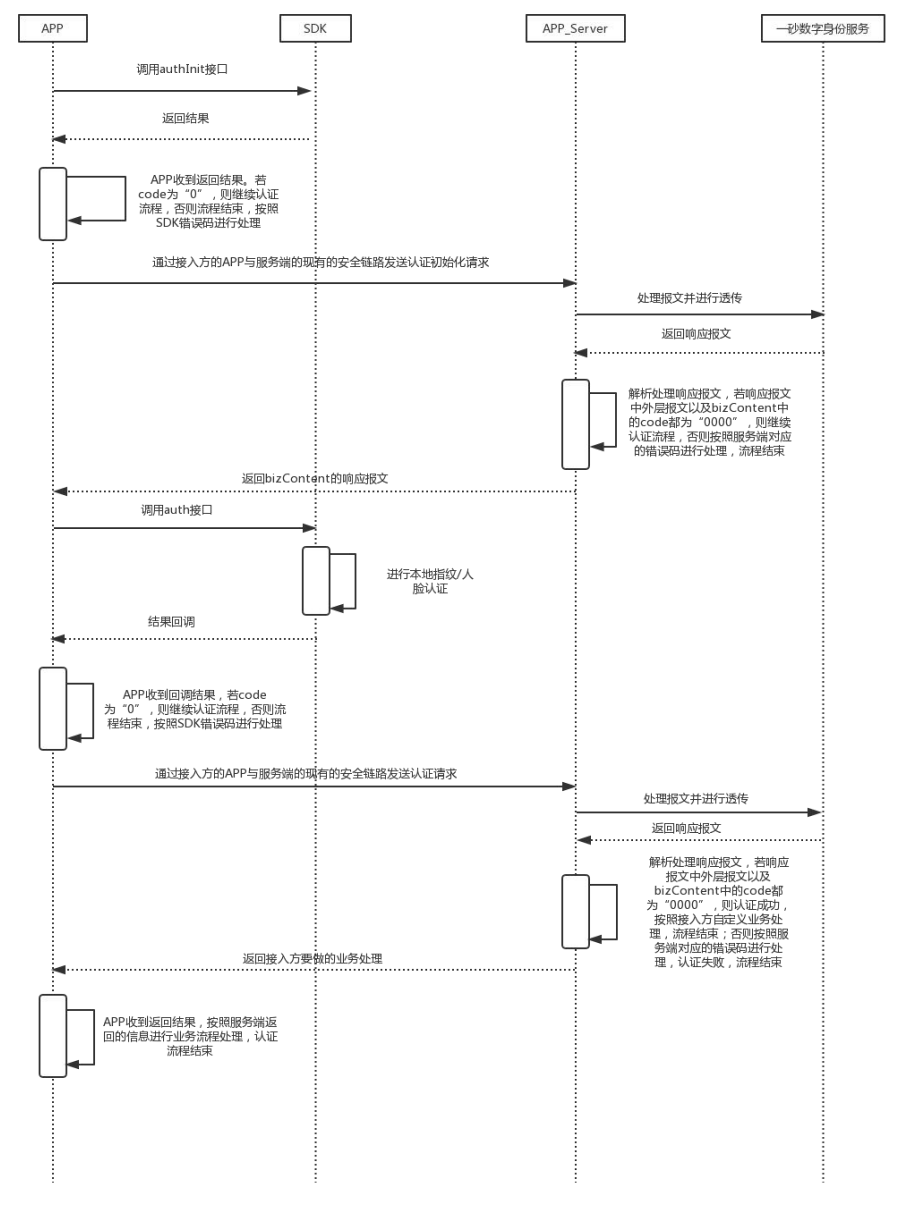 APP
SDK
APP_Server
一砂数字身份服务
调用authInit接口
返回结果
APP收到返回结果。若
code为“0”，则继续认证
流程，否则流程结束，按照
SDK错误码进行处理
通过接入方的APP与服务端的现有的安全链路发送认证初始化请求
处理报文并进行透传
返回响应报文
解析处理响应报文，若响应报文
中外层报文以及bizContent中
的code都为“0000”，则继续
认证流程，否则按照服务端对应
的错误码进行处理，流程结束
返回bizContent的响应报文
调用auth接口
进行本地指纹/人
脸认证
结果回调
APP收到回调结果，若code
为“0”，则继续认证流程，否则流
程结束，按照SDK错误码进行处理
通过接入方的APP与服务端的现有的安全链路发送认证请求
处理报文并进行透传
返回响应报文
解析处理响应报文，若响应
报文中外层报文以及
bizContent中的code都
为“0000”，则认证成功，
按照接入方自定义业务处
理，流程结束；否则按照服
务端对应的错误码进行处
理，认证失败，流程结束
返回接入方要做的业务处理
APP收到返回结果，按照服务端返
回的信息进行业务流程处理，认证
流程结束